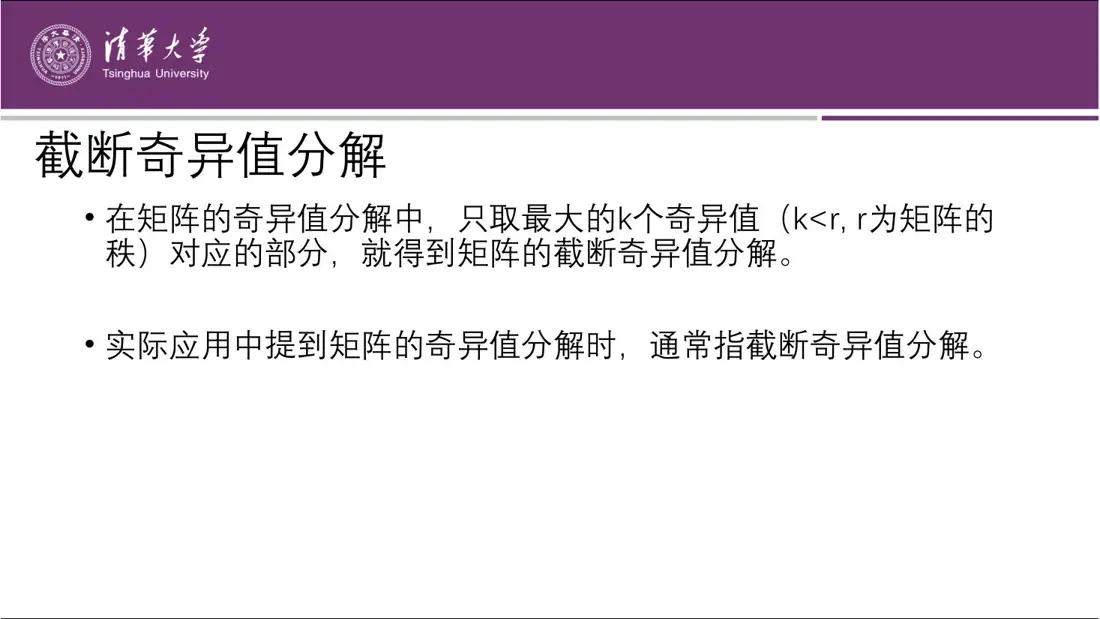 清华大学
Tsinghua University
截断奇异值分解
• 在矩阵的奇异值分解中，只取最大的k个奇异值（k<r, r为矩阵的
秩）对应的部分，就得到矩阵的截断奇异值分解。
• 实际应用中提到矩阵的奇异值分解时，通常指截断奇异值分解。